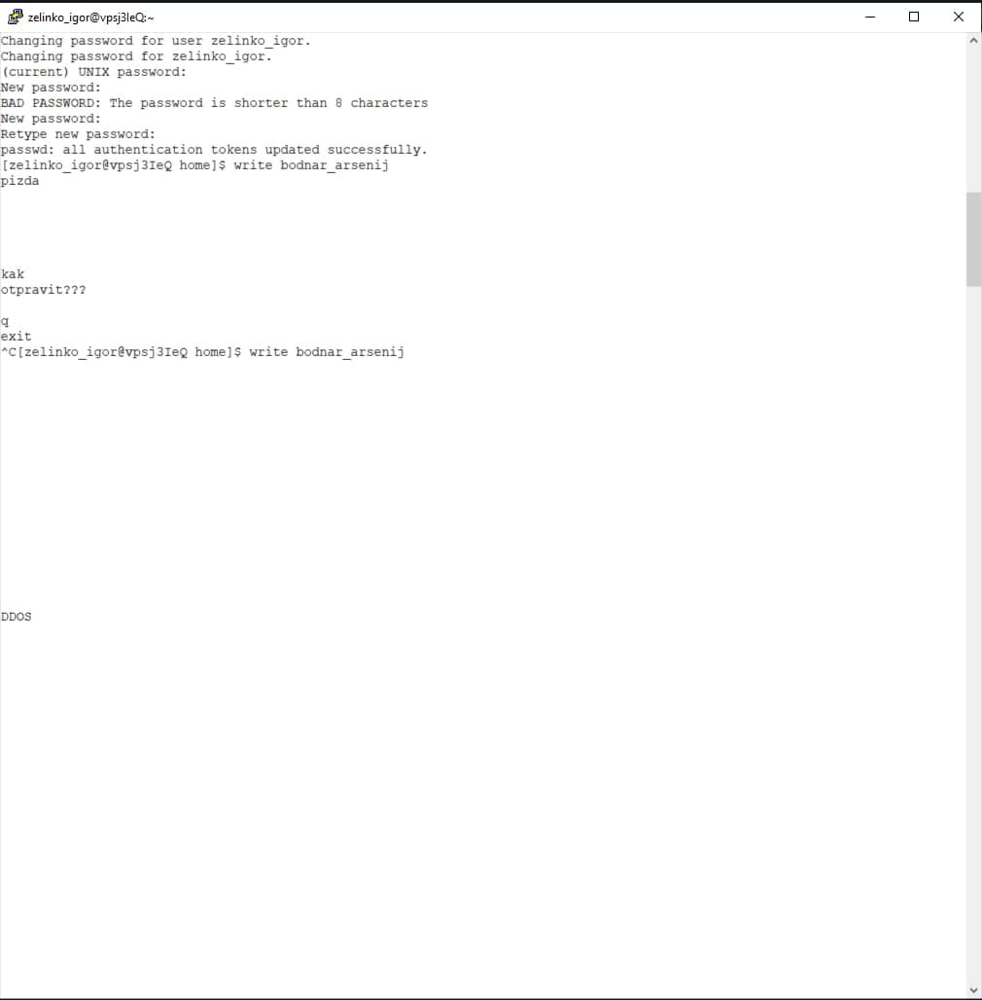 zelinko_igor@vpsj3IeQ:~
Changing password for user zelinko_igor.
Changing password for zelinko_igor.
(current) UNIX password:
New password:
BAD PASSWORD: The password is shorter than 8 characters
New password:
Retype new password:
passwd: all authentication tokens updated successfully.
[zelinko_igor@vpsj3IeQ home]$ write bodnar_arsenij
pizda
kak
otpravit???
q
exit
^C[zelinko_igor@vpsj3IeQ home]$ write bodnar_arsenij
DDOS